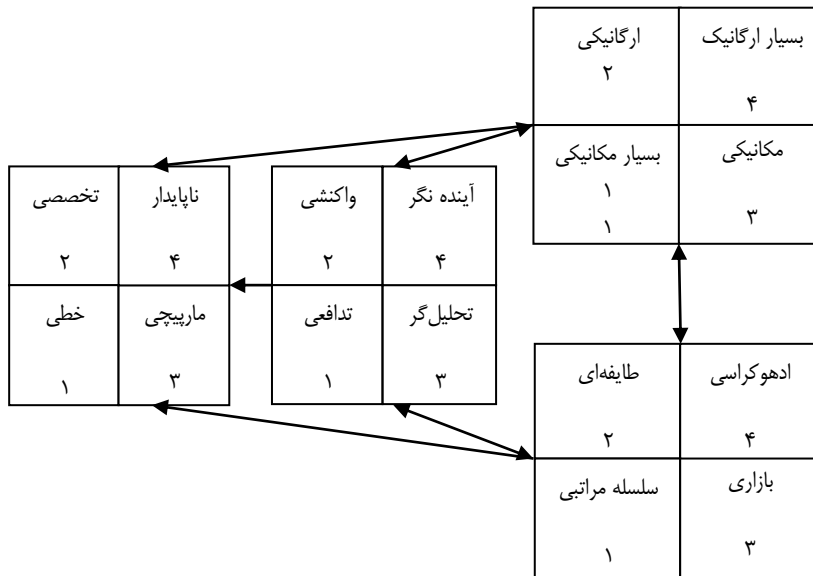 بسیار ارگانیک
۴
ارگانیکی
۲
مکانیکی
۳
بسیار مکانیکی
۱
۱
آینده نگر
۴
واکنشی
۲
تحلیل‌گر
۳
تدافعی
۱
ناپایدار
۴
تخصصی
۲
مارپیچی
۳
خطی
۱
ادهوکراسی
۴
طایفه‌ای
۲
بازاری
۳
سلسله مراتبی
۱